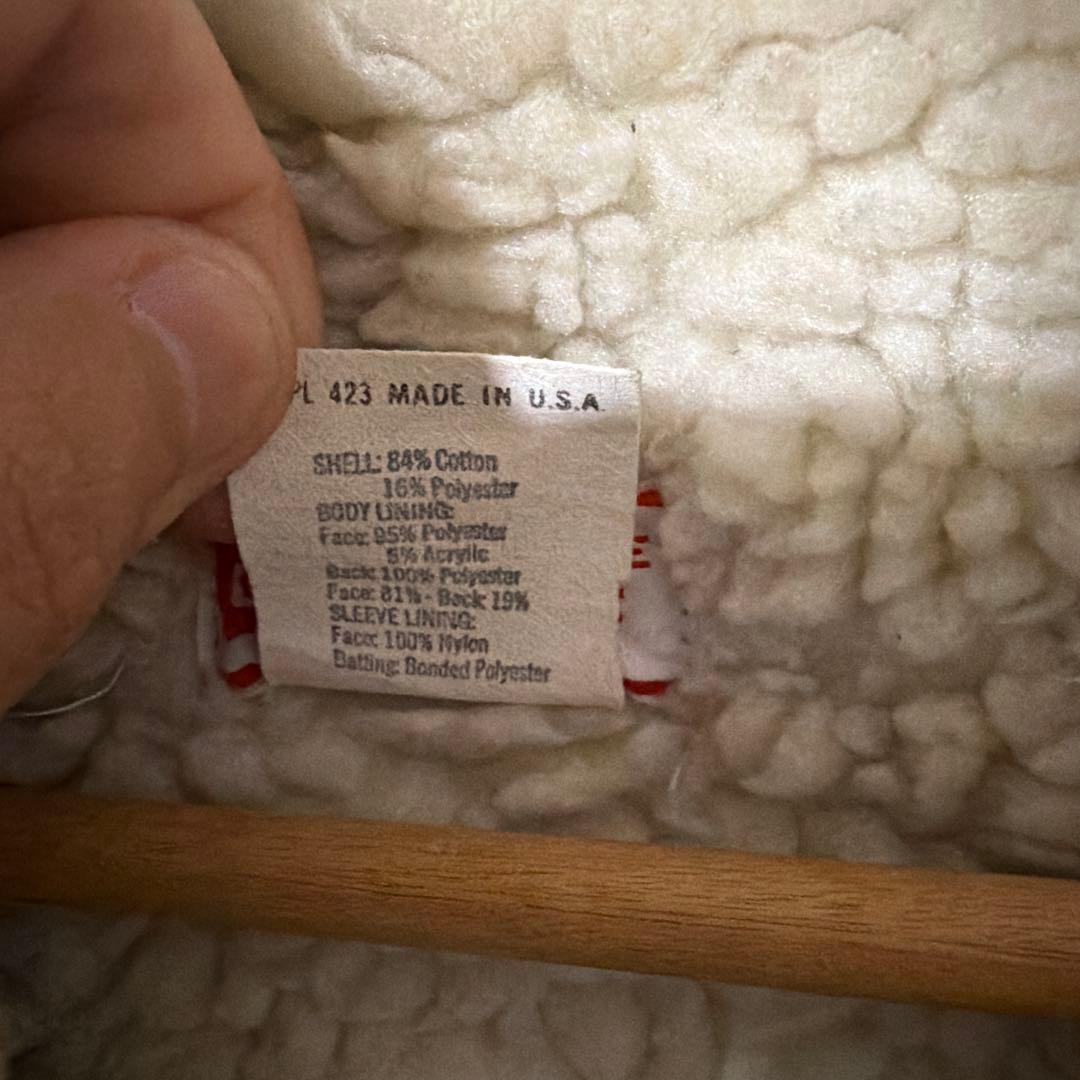 PL 423 MADE IN U.S.A.
SHELL: 84% Cotton
16% Polyester
BODY LINING:
Face: 95% Polyester
5% Acrylic
Back: 100% Polyester
Face: 81% - Back 19%
SLEEVE LINING:
Face: 100% Nylon
Batting: Bonded Polyester
E